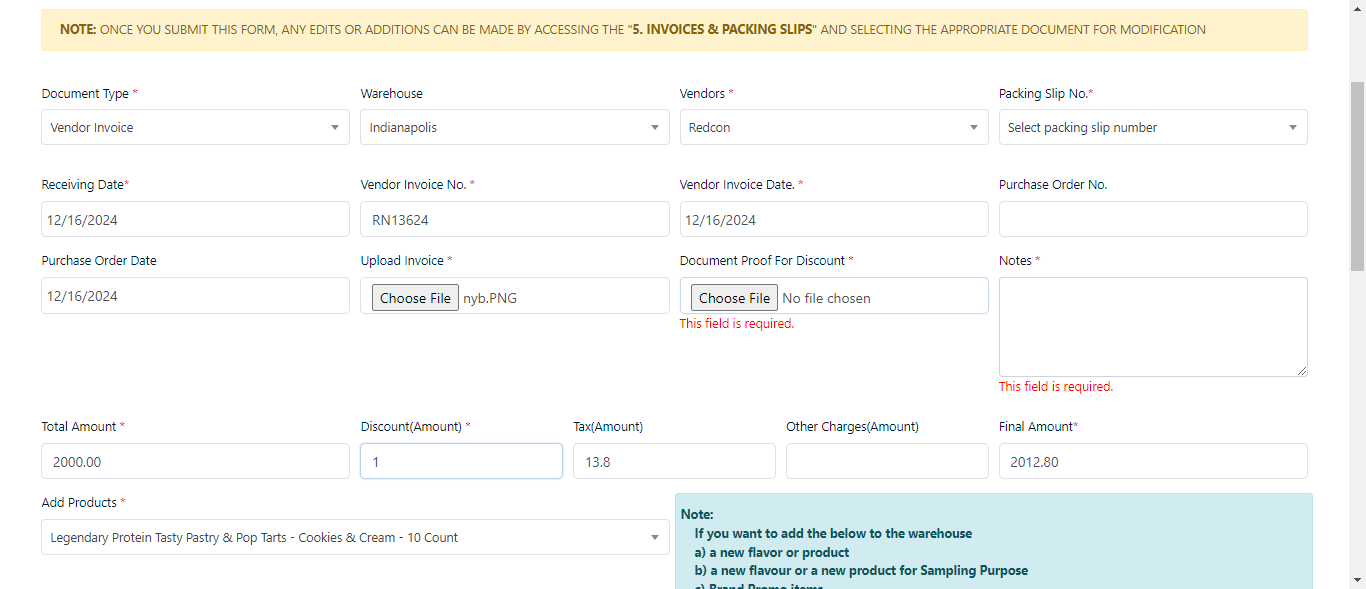 NOTE: ONCE YOU SUBMIT THIS FORM, ANY EDITS OR ADDITIONS CAN BE MADE BY ACCESSING THE "5. INVOICES & PACKING SLIPS" AND SELECTING THE APPROPRIATE DOCUMENT FOR MODIFICATION
Document Type * Warehouse Vendors * Packing Slip No.*
Vendor Invoice Indianapolis Redcon Select packing slip number
Receiving Date* Vendor Invoice No. * Vendor Invoice Date. * Purchase Order No.
12/16/2024 RN13624 12/16/2024
Purchase Order Date Upload Invoice * Document Proof For Discount * Notes *
12/16/2024 Choose File nyb.PNG Choose File No file chosen
This field is required.
This field is required.
Total Amount * Discount(Amount) * Tax(Amount) Other Charges(Amount) Final Amount*
2000.00 1 13.8 2012.80
Add Products *
Legendary Protein Tasty Pastry & Pop Tarts - Cookies & Cream - 10 Count
Note:
If you want to add the below to the warehouse
a) a new flavor or product
b) a new flavour or a new product for Sampling Purpose
c) Brand Promo items